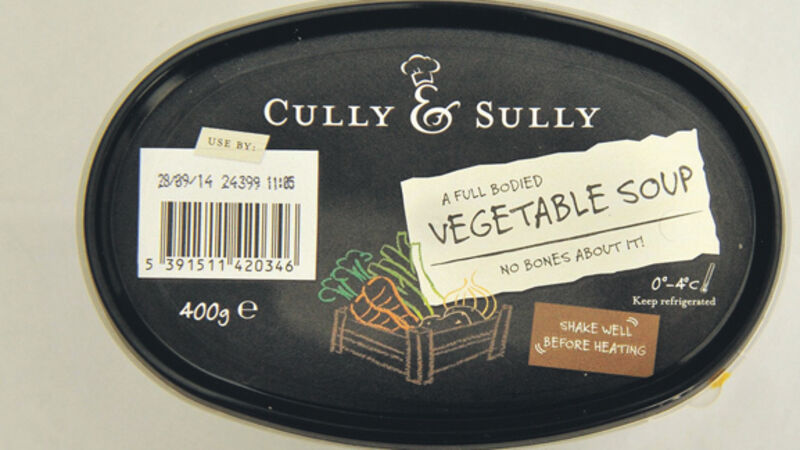 CULLY & SULLY
USE BY:
28/09/14 24399 11:05
5 391511 420346
400g e
A FULL BODIED
VEGETABLE SOUP
NO BONES ABOUT IT!
0°-4°C
Keep refrigerated
SHAKE WELL
BEFORE HEATING